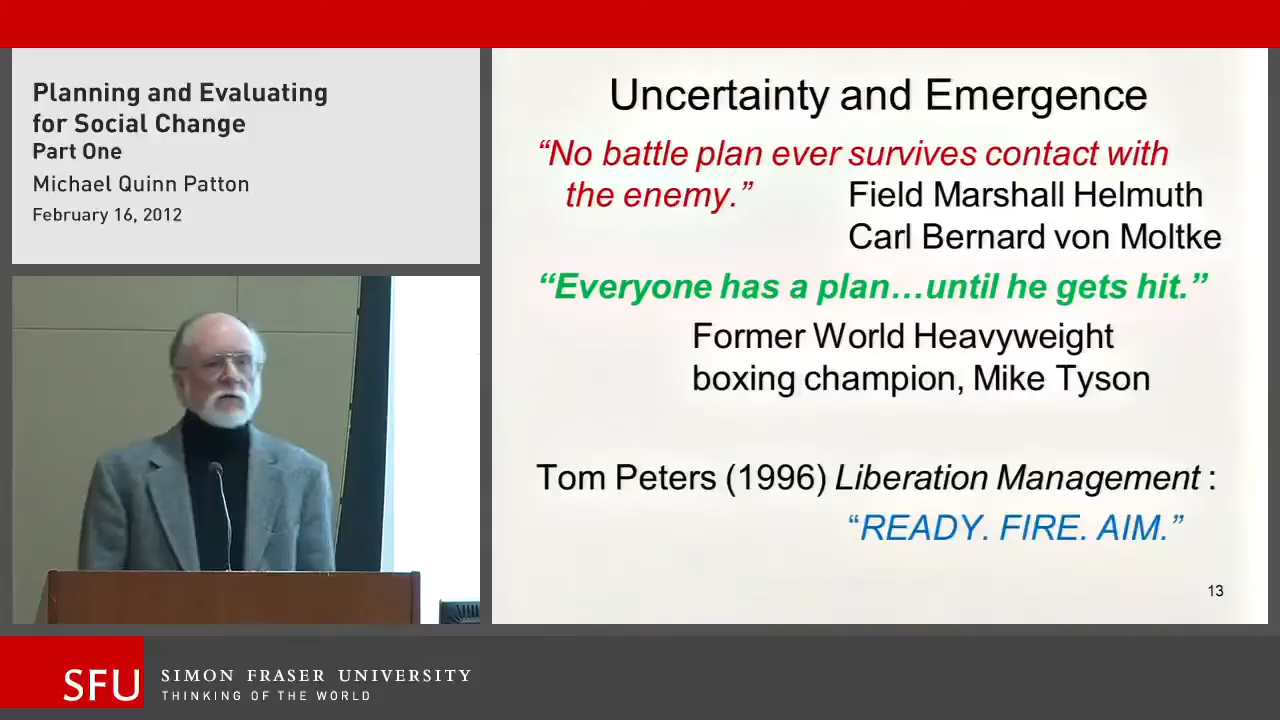 Planning and Evaluating
for Social Change
Part One
Michael Quinn Patton
February 16, 2012
Uncertainty and Emergence
“No battle plan ever survives contact with
the enemy.” Field Marshall Helmuth
Carl Bernard von Moltke
“Everyone has a plan…until he gets hit.”
Former World Heavyweight
boxing champion, Mike Tyson
Tom Peters (1996) Liberation Management :
“READY. FIRE. AIM.”
13
SFU SIMON FRASER UNIVERSITY
THINKING OF THE WORLD